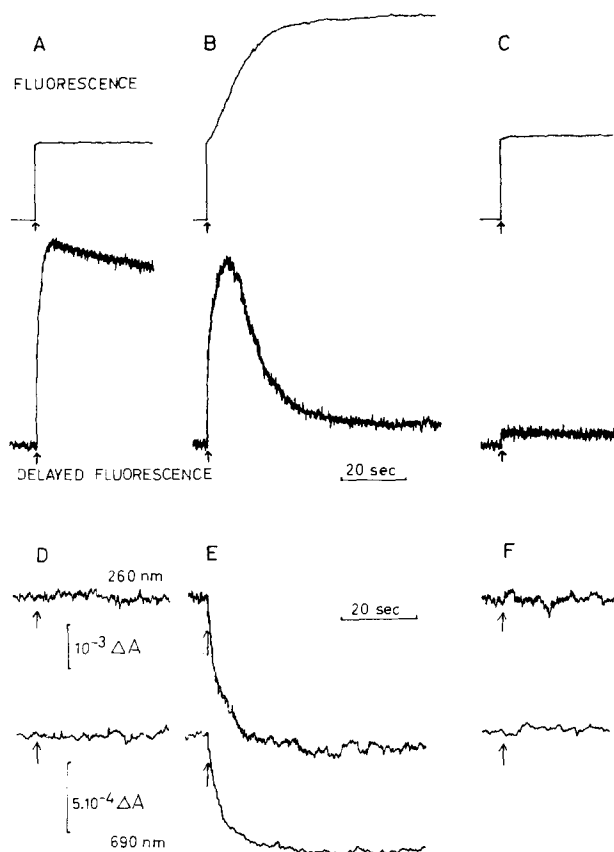 A B C
FLUORESCENCE
DELAYED FLUORESCENCE
20 sec
D E F
260 nm
20 sec
10⁻³ ΔA
5.10⁻⁴ ΔA
690 nm